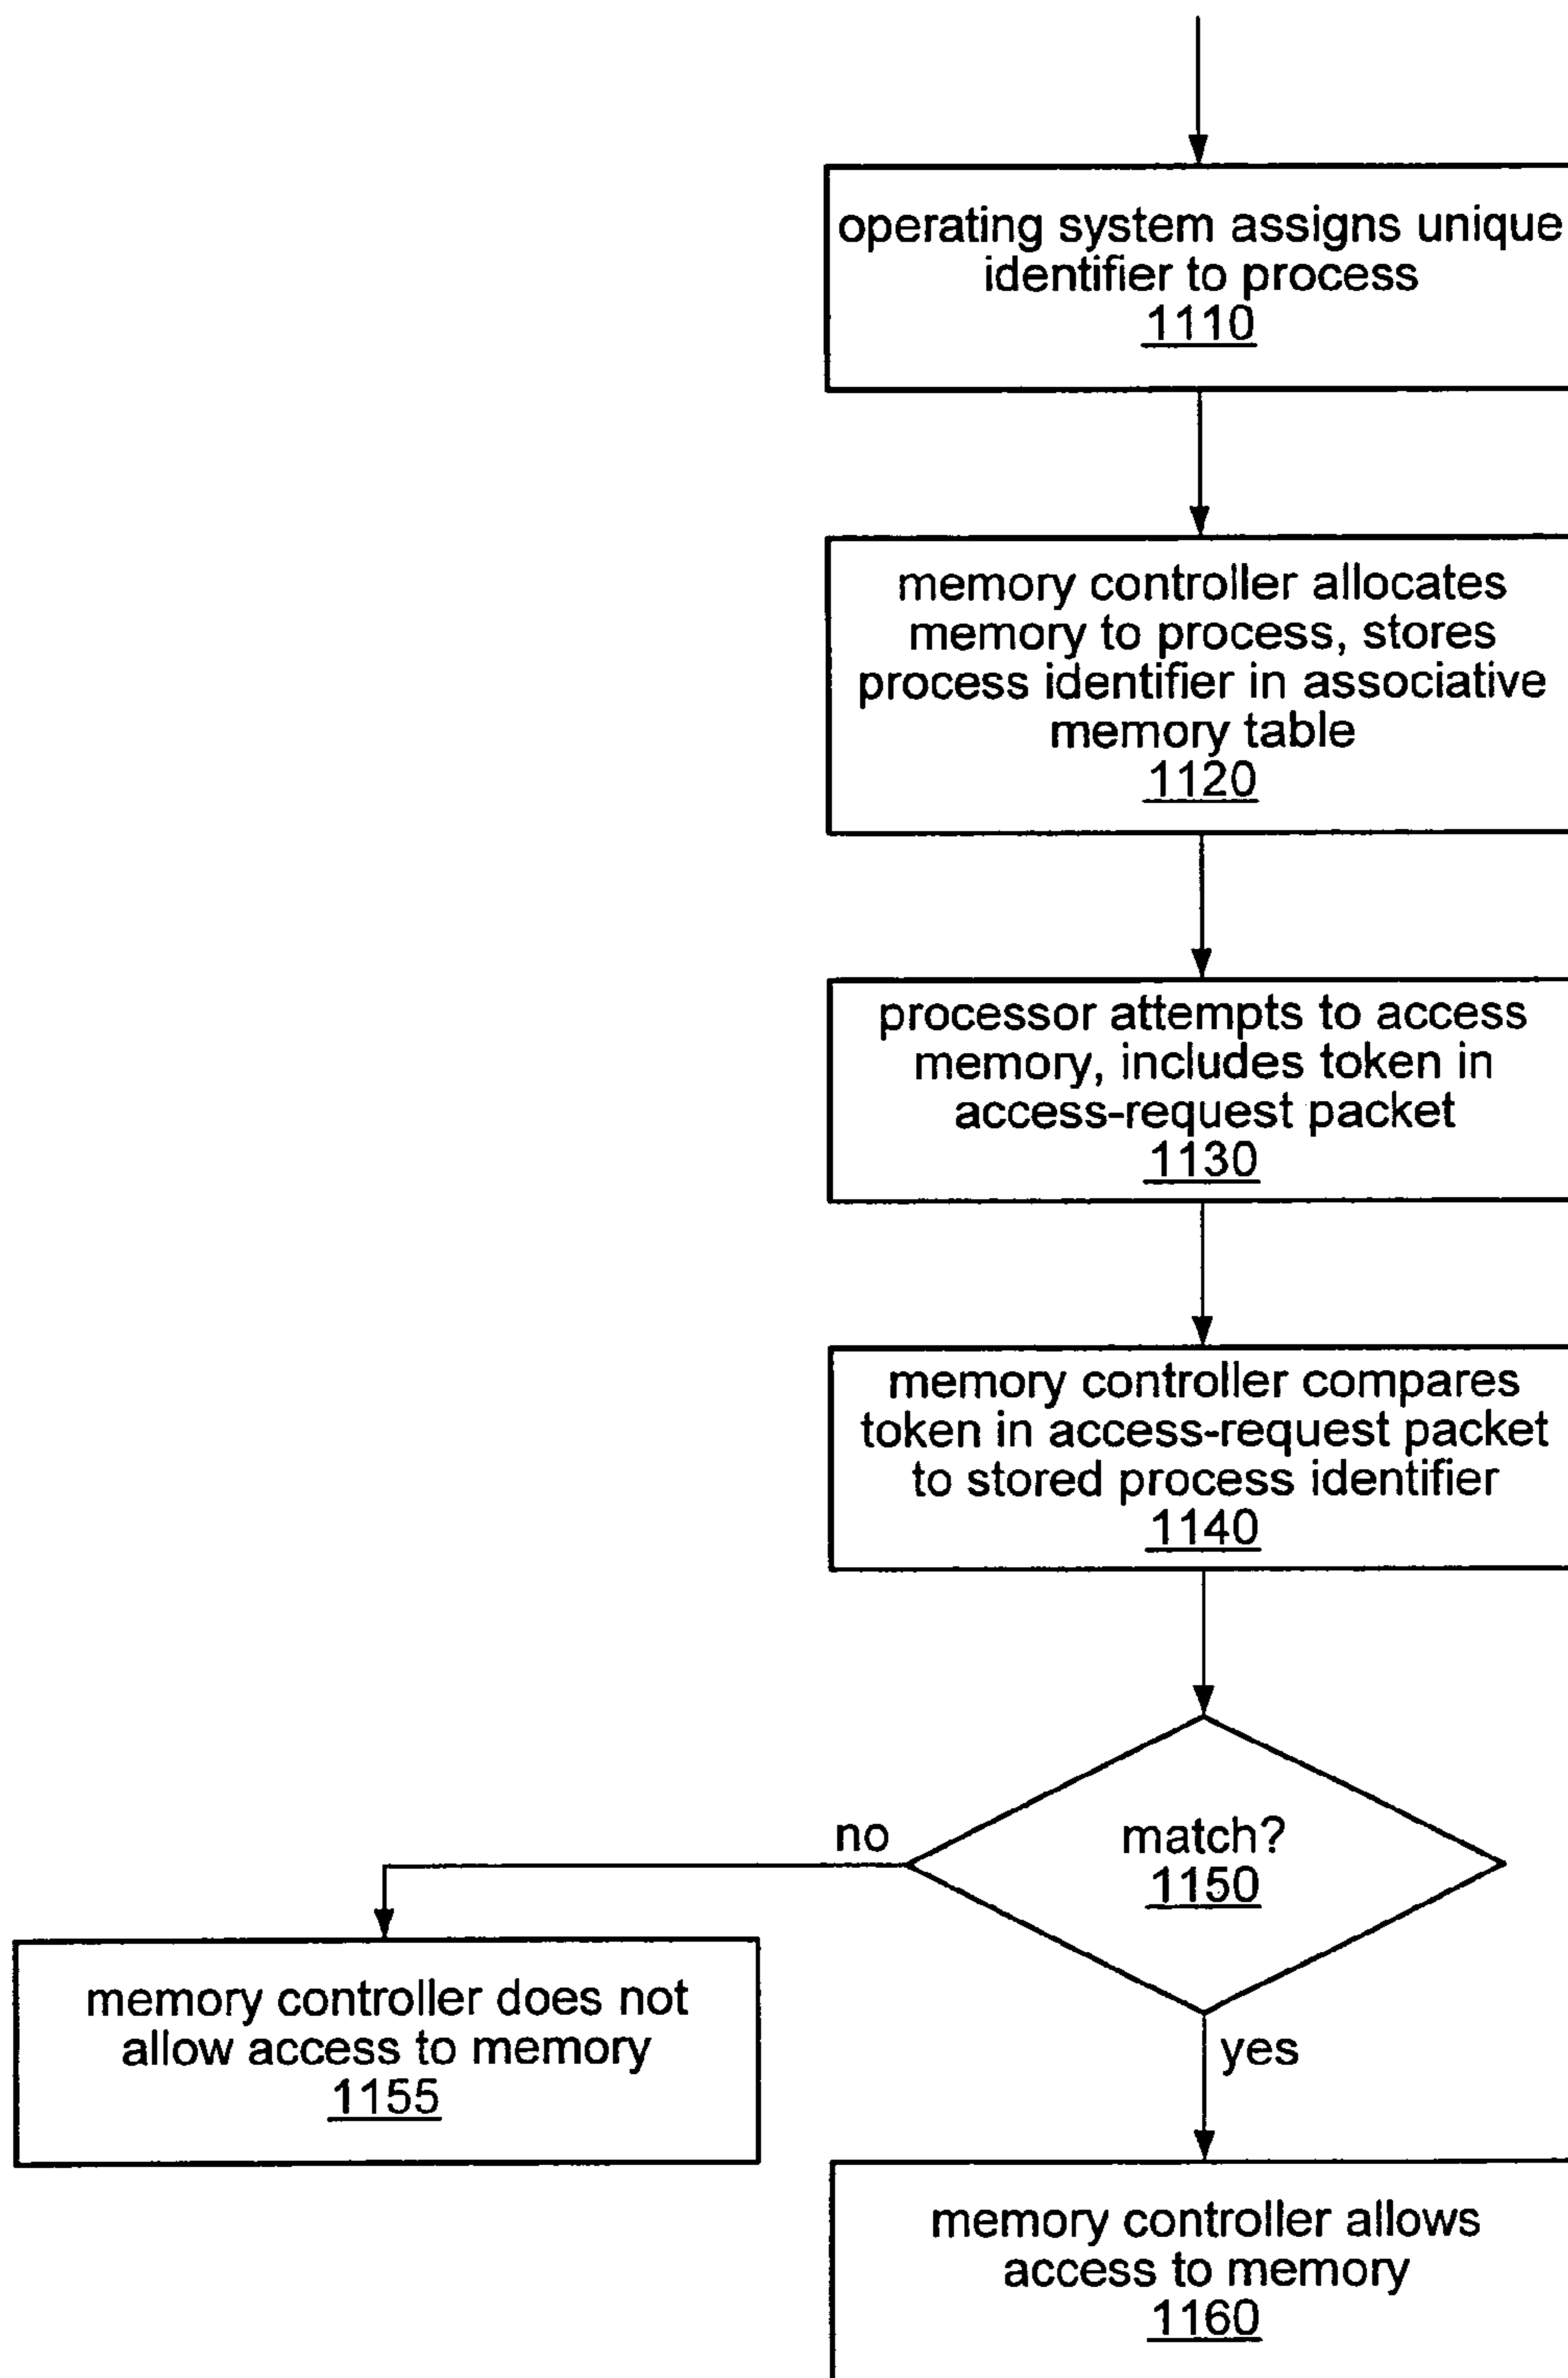 operating system assigns unique
identifier to process
1110
memory controller allocates
memory to process, stores
process identifier in associative
memory table
1120
processor attempts to access
memory, includes token in
access-request packet
1130
memory controller compares
token in access-request packet
to stored process identifier
1140
match?
1150
no
yes
memory controller does not
allow access to memory
1155
memory controller allows
access to memory
1160